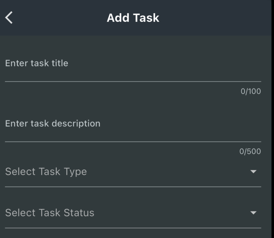 Add Task
Enter task title
0/100
Enter task description
0/500
Select Task Type
Select Task Status